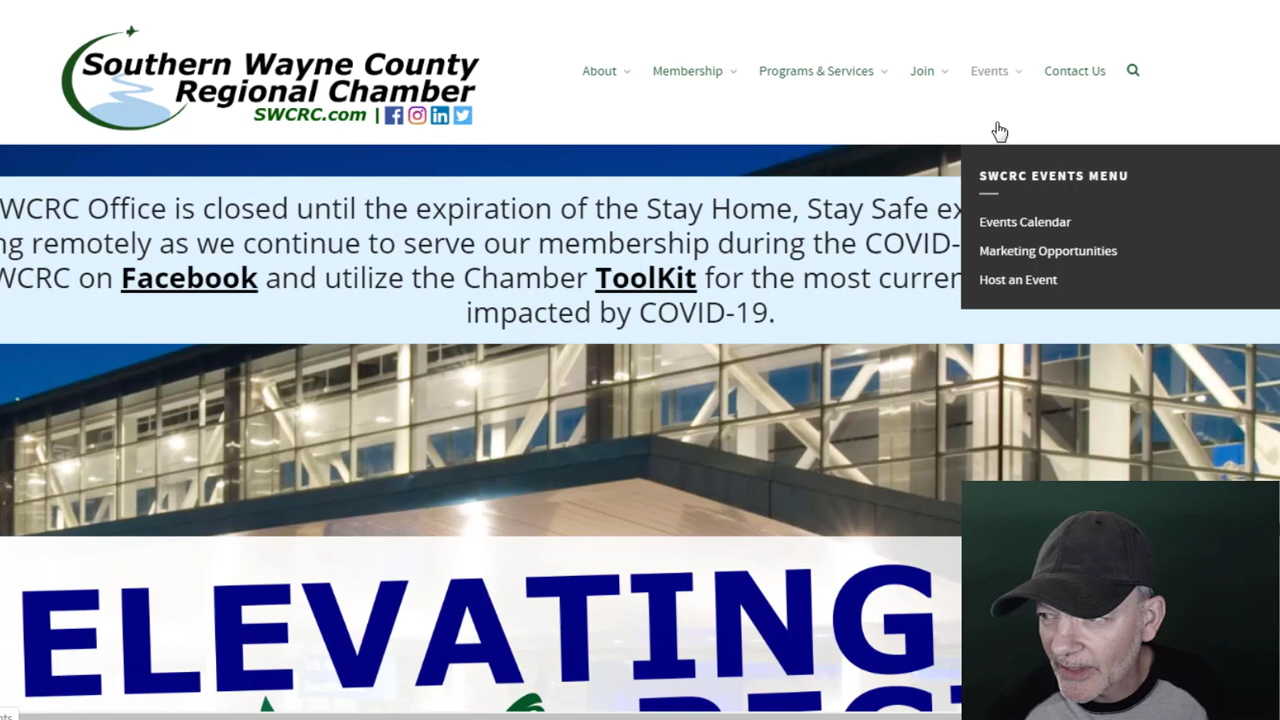 Southern Wayne County
Regional Chamber
SWCRC.com |
About
Membership
Programs & Services
Join
Events
Contact Us
SWCRC EVENTS MENU
Events Calendar
Marketing Opportunities
Host an Event
WCRC Office is closed until the expiration of the Stay Home, Stay Safe ex
ng remotely as we continue to serve our membership during the COVID-
WCRC on Facebook and utilize the Chamber ToolKit for the most curren
impacted by COVID-19.
ELEVATING